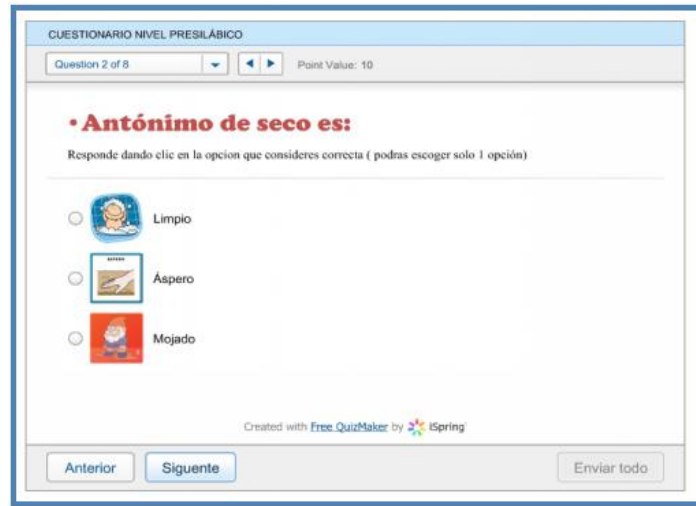 CUESTIONARIO NIVEL PRESILÁBICO
Question 2 of 8
Point Value: 10
• Antónimo de seco es:
Responde dando clic en la opcion que consideres correcta ( podras escoger solo 1 opción)
Limpio
Áspero
Mojado
Created with Free QuizMaker by iSpring
Anterior
Siguente
Enviar todo